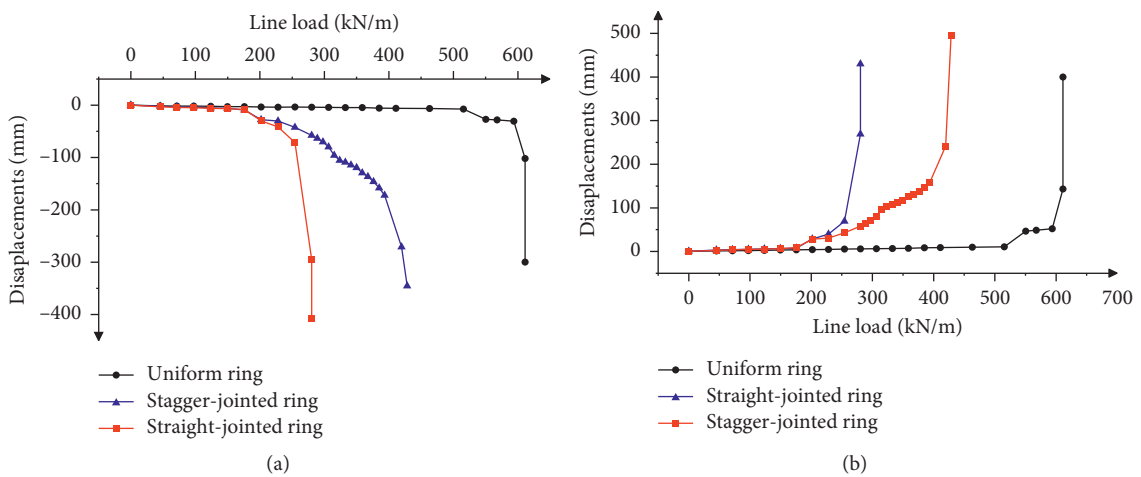 Line load (kN/m)
0 100 200 300 400 500 600
0
−100
−200
−300
−400
Disaplacements (mm)
Uniform ring
Stagger-jointed ring
Straight-jointed ring
(a)
500
400
300
200
100
0
Disaplacements (mm)
0 100 200 300 400 500 600 700
Line load (kN/m)
Uniform ring
Straight-jointed ring
Stagger-jointed ring
(b)